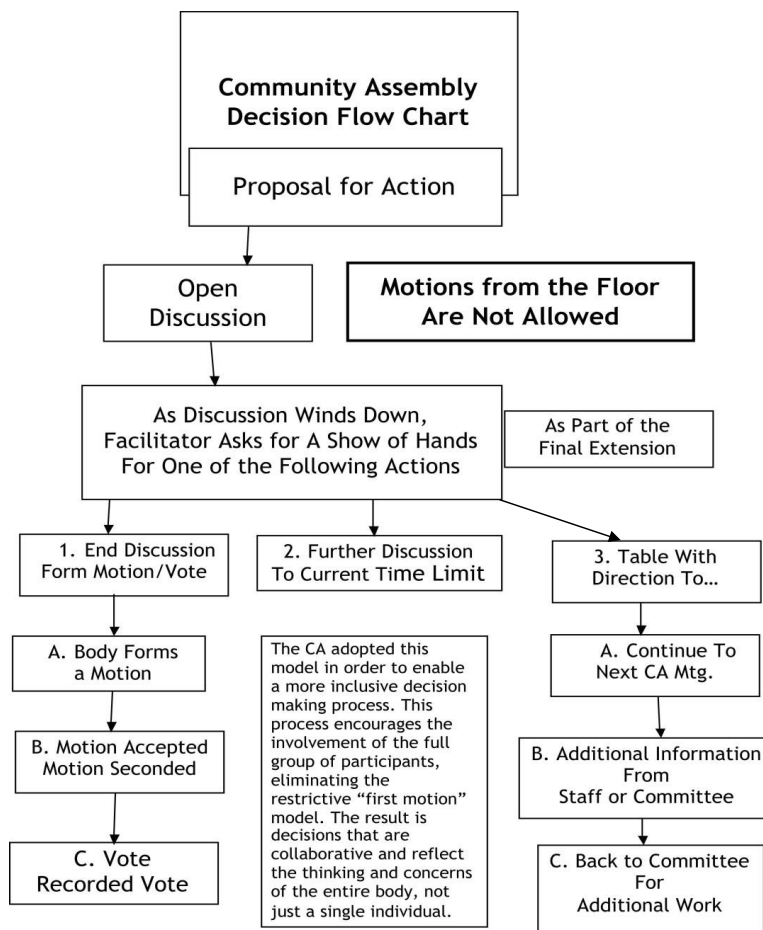 Community Assembly
Decision Flow Chart
Proposal for Action
Open
Discussion
Motions from the Floor
Are Not Allowed
As Discussion Winds Down,
Facilitator Asks for A Show of Hands
For One of the Following Actions
As Part of the
Final Extension
1. End Discussion
Form Motion/Vote
2. Further Discussion
To Current Time Limit
3. Table With
Direction To…
A. Body Forms
a Motion
B. Motion Accepted
Motion Seconded
C. Vote
Recorded Vote
The CA adopted this
model in order to enable
a more inclusive decision
making process. This
process encourages the
involvement of the full
group of participants,
eliminating the
restrictive “first motion”
model. The result is
decisions that are
collaborative and reflect
the thinking and concerns
of the entire body, not
just a single individual.
A. Continue To
Next CA Mtg.
B. Additional Information
From
Staff or Committee
C. Back to Committee
For
Additional Work